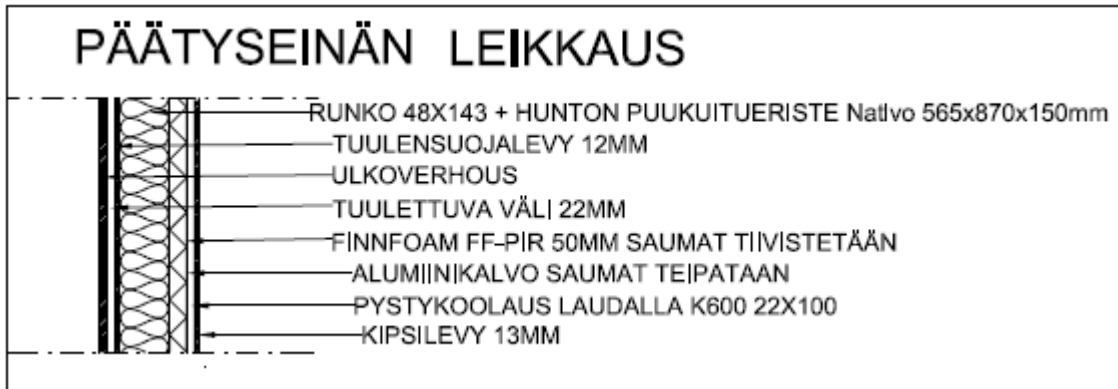 PÄÄTYSEINÄN LEIKKAUS
RUNKO 48X143 + HUNTON PUUKUITUERISTE Nativo 565x870x150mm
TUULENSUOJALEVY 12MM
ULKOVERHOUS
TUULETTUVA VÄLI 22MM
FINNFOAM FF-PIR 50MM SAUMAT TIIVISTETÄÄN
ALUMIINIKALVO SAUMAT TEIPATAAN
PYSTYKOOLAUS LAUDALLA K600 22X100
KIPSILEVY 13MM